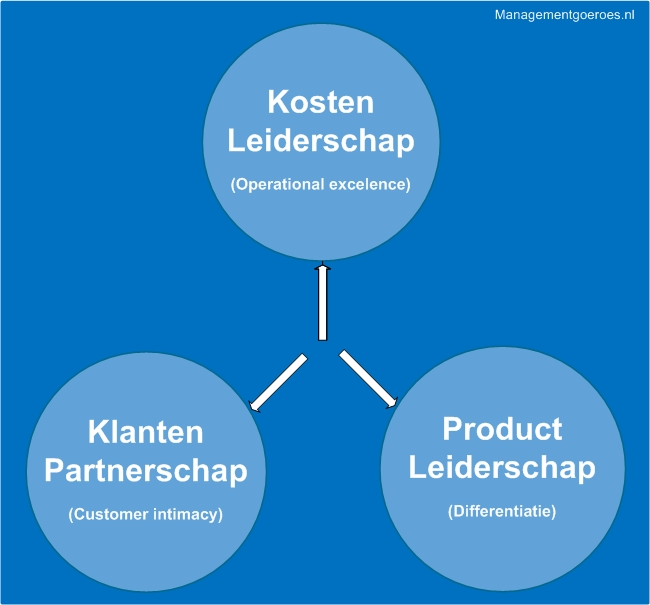 Managementgoeroes.nl
Kosten
Leiderschap
(Operational excelence)
Klanten
Partnerschap
(Customer intimacy)
Product
Leiderschap
(Differentiatie)